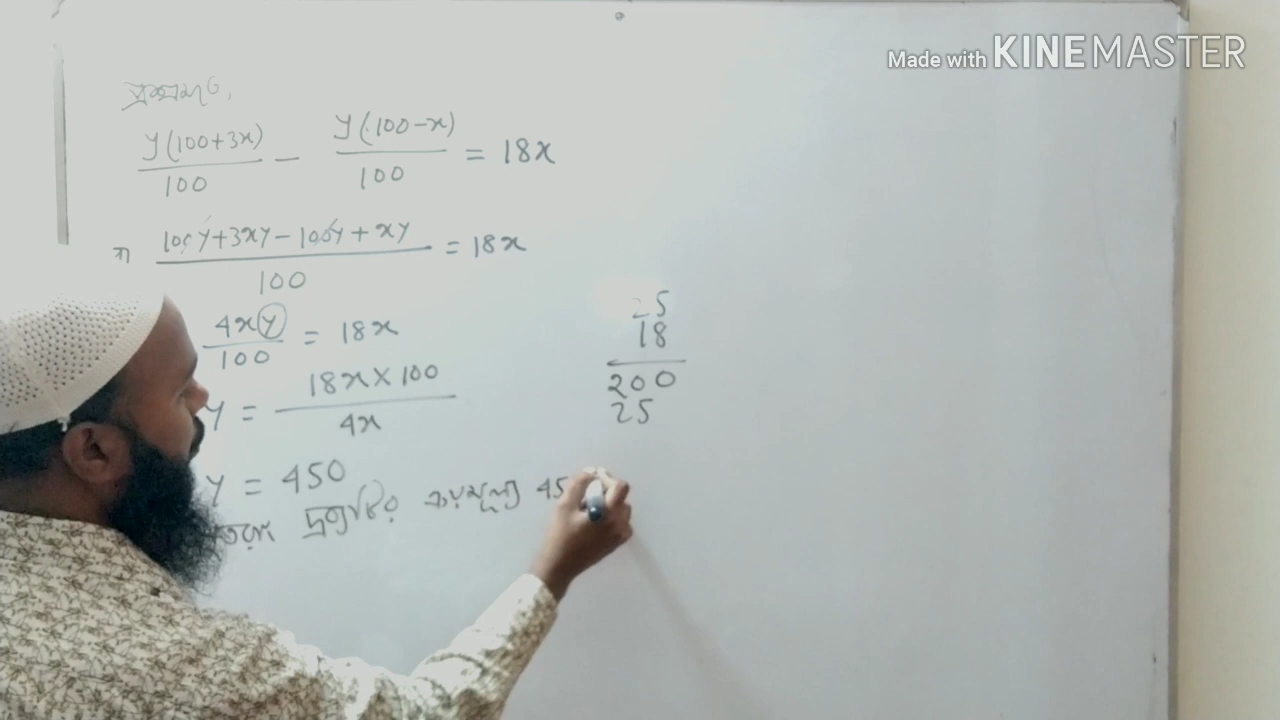 Made with KINEMASTER
প্রশ্নমতে,
y(100+3x)/100 − y(100−x)/100 = 18x
বা (100y+3xy−100y+xy)/100 = 18x
4xy/100 = 18x
y = (18x×100)/4x
y = 450
দ্রব্যটির ক্রয়মূল্য 45
25
18
200
25